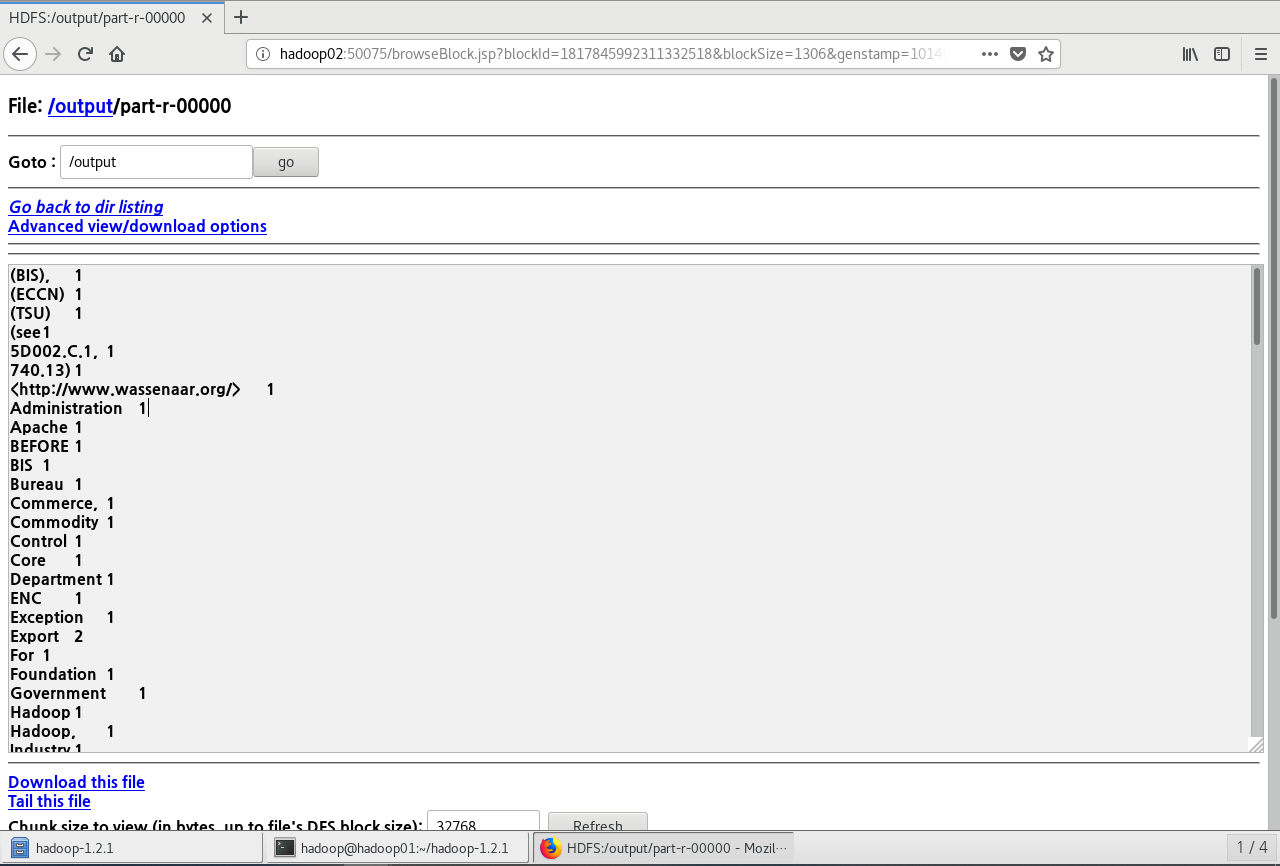 HDFS:/output/part-r-00000
hadoop02:50075/browseBlock.jsp?blockId=1817845992311332518&blockSize=1306&genstamp=1014
File: /output/part-r-00000
Goto : /output go
Go back to dir listing
Advanced view/download options
(BIS), 1
(ECCN) 1
(TSU) 1
(see 1
5D002.C.1, 1
740.13) 1
<http://www.wassenaar.org/> 1
Administration 1
Apache 1
BEFORE 1
BIS 1
Bureau 1
Commerce, 1
Commodity 1
Control 1
Core 1
Department 1
ENC 1
Exception 1
Export 2
For 1
Foundation 1
Government 1
Hadoop 1
Hadoop, 1
Industry 1
Download this file
Tail this file
Chunk size to view (in bytes, up to file's DFS block size): 32768 Refresh
hadoop-1.2.1 hadoop@hadoop01:~/hadoop-1.2.1 HDFS:/output/part-r-00000 - Mozil··· 1 / 4